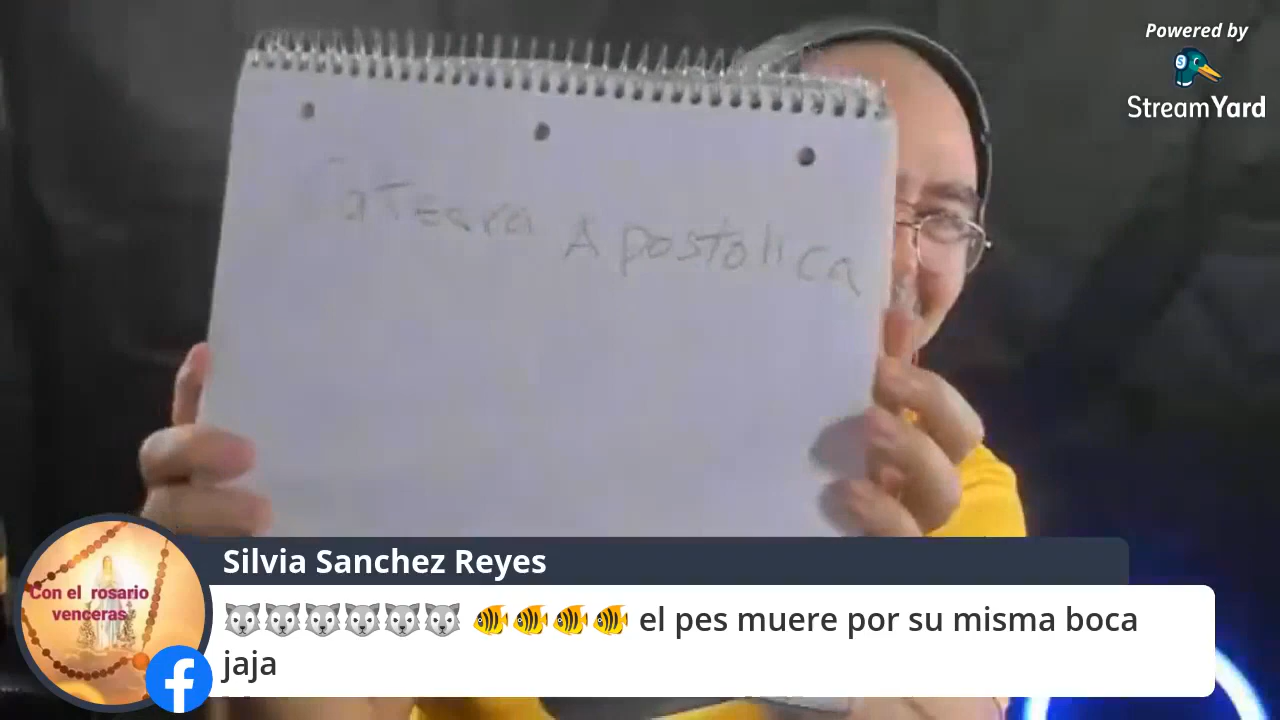 Powered by
StreamYard
CaTedra Apostolica
Con el rosario
venceras
Silvia Sanchez Reyes
🐺🐺🐺🐺🐺🐺 🐠🐠🐠🐠 el pes muere por su misma boca
jaja